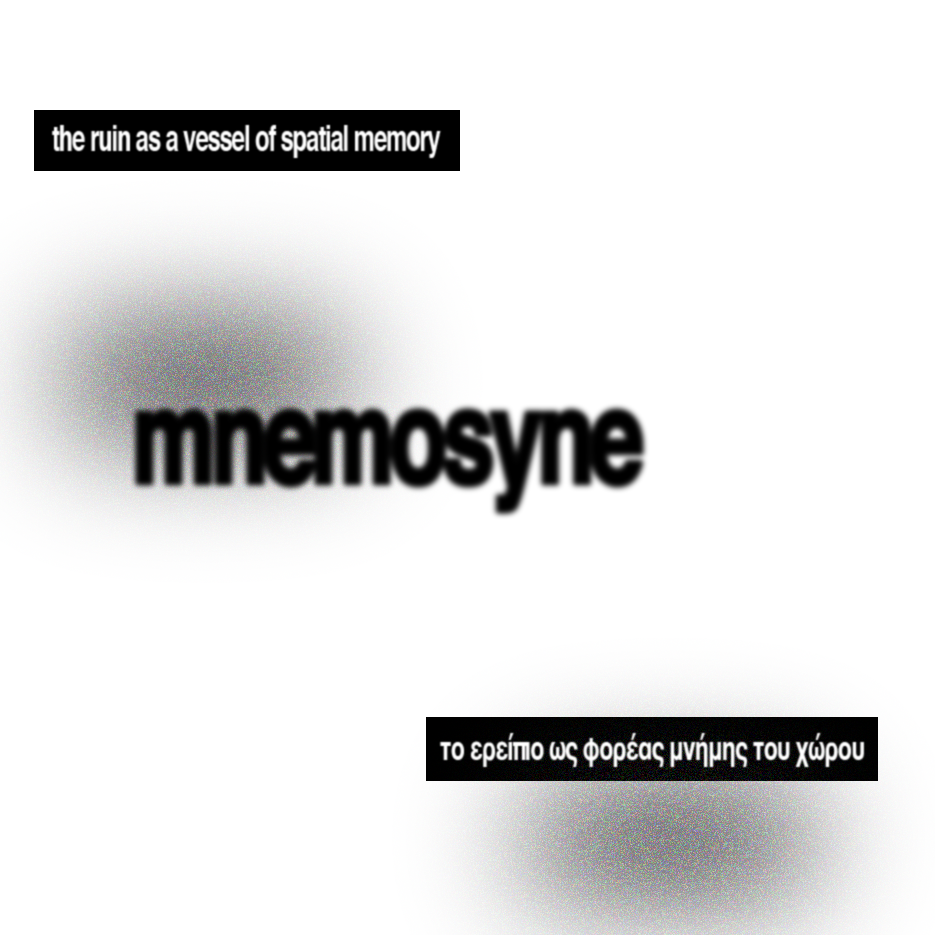 the ruin as a vessel of spatial memory
mnemosyne
το ερείπιο ως φορέας μνήμης του χώρου